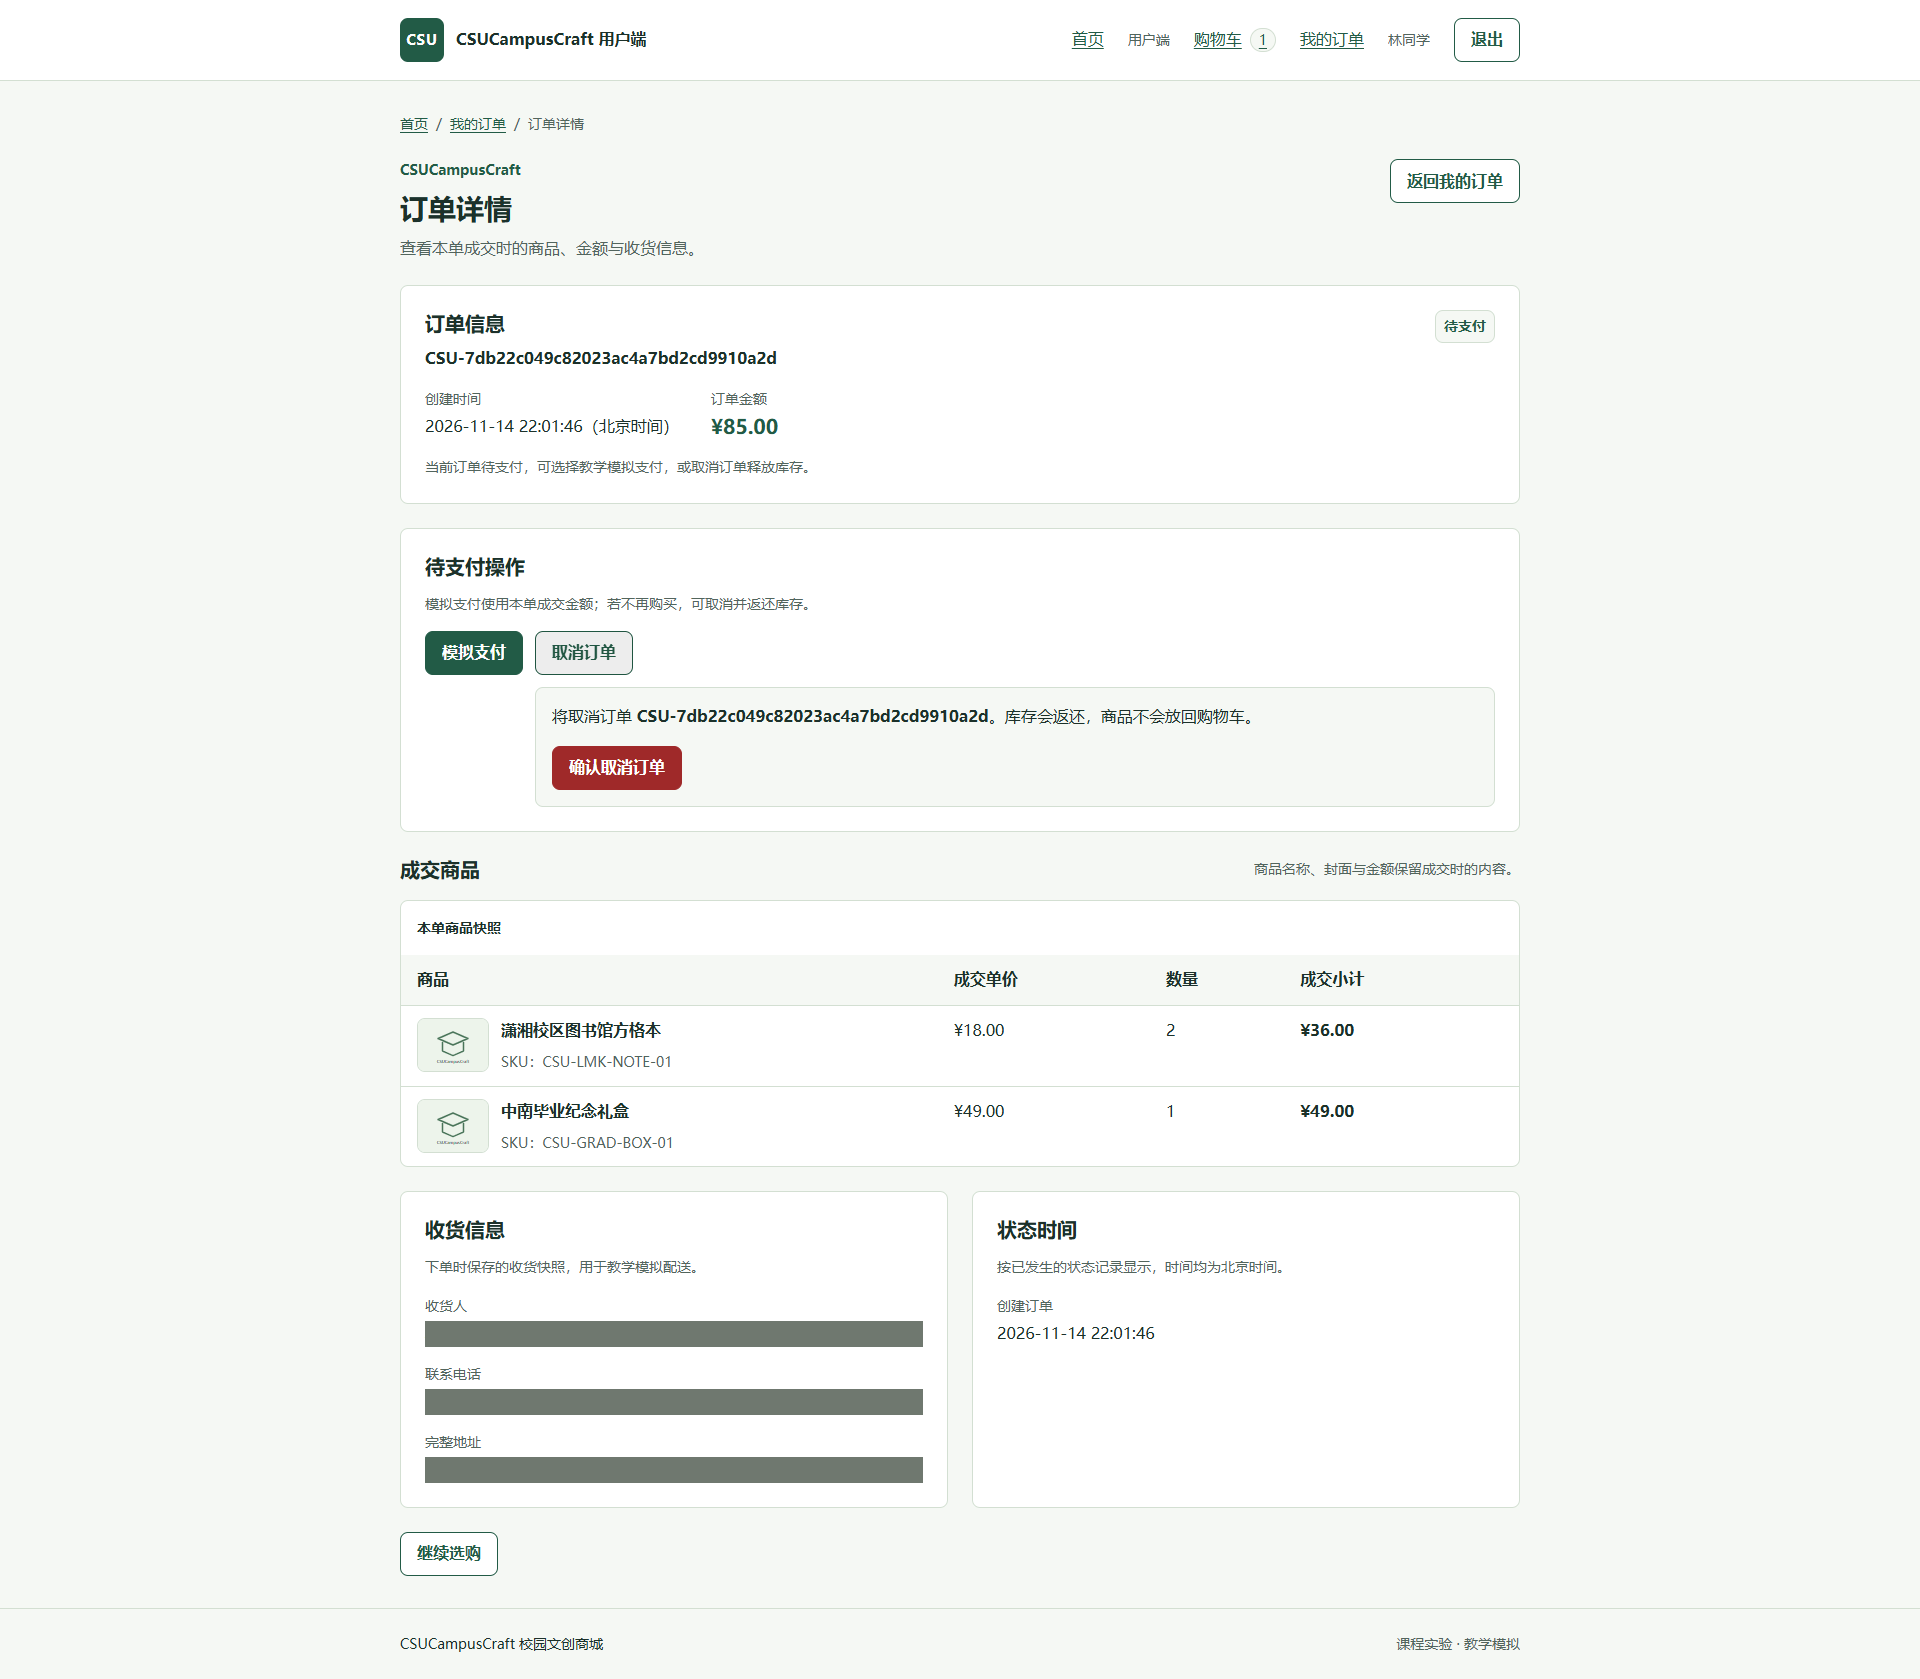 CSU CSUCampusCraft 用户端 首页 用户端 购物车 1 我的订单 林同学 退出
首页 / 我的订单 / 订单详情
CSUCampusCraft
订单详情
返回我的订单
查看本单成交时的商品、金额与收货信息。
订单信息
待支付
CSU-7db22c049c82023ac4a7bd2cd9910a2d
创建时间 订单金额
2026-11-14 22:01:46（北京时间） ¥85.00
当前订单待支付，可选择教学模拟支付，或取消订单释放库存。
待支付操作
模拟支付使用本单成交金额；若不再购买，可取消并返还库存。
模拟支付 取消订单
将取消订单 CSU-7db22c049c82023ac4a7bd2cd9910a2d。库存会返还，商品不会放回购物车。
确认取消订单
成交商品 商品名称、封面与金额保留成交时的内容。
本单商品快照
商品 成交单价 数量 成交小计
CSUCampusCraft
潇湘校区图书馆方格本 ¥18.00 2 ¥36.00
SKU：CSU-LMK-NOTE-01
CSUCampusCraft
中南毕业纪念礼盒 ¥49.00 1 ¥49.00
SKU：CSU-GRAD-BOX-01
收货信息
下单时保存的收货快照，用于教学模拟配送。
收货人
联系电话
完整地址
状态时间
按已发生的状态记录显示，时间均为北京时间。
创建订单
2026-11-14 22:01:46
继续选购
CSUCampusCraft 校园文创商城 课程实验 · 教学模拟